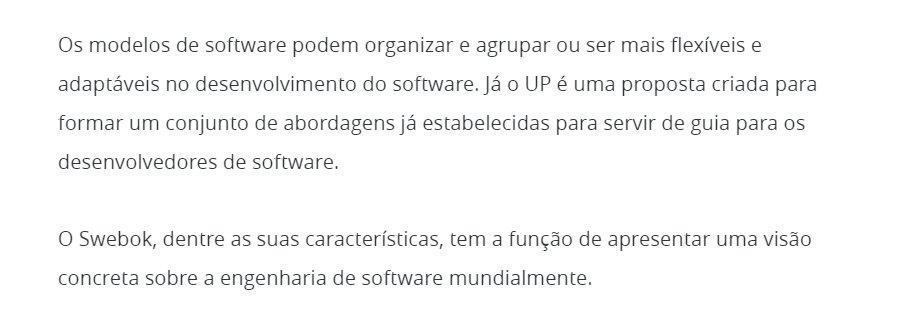 Os modelos de software podem organizar e agrupar ou ser mais flexíveis e
adaptáveis no desenvolvimento do software. Já o UP é uma proposta criada para
formar um conjunto de abordagens já estabelecidas para servir de guia para os
desenvolvedores de software.
O Swebok, dentre as suas características, tem a função de apresentar uma visão
concreta sobre a engenharia de software mundialmente.